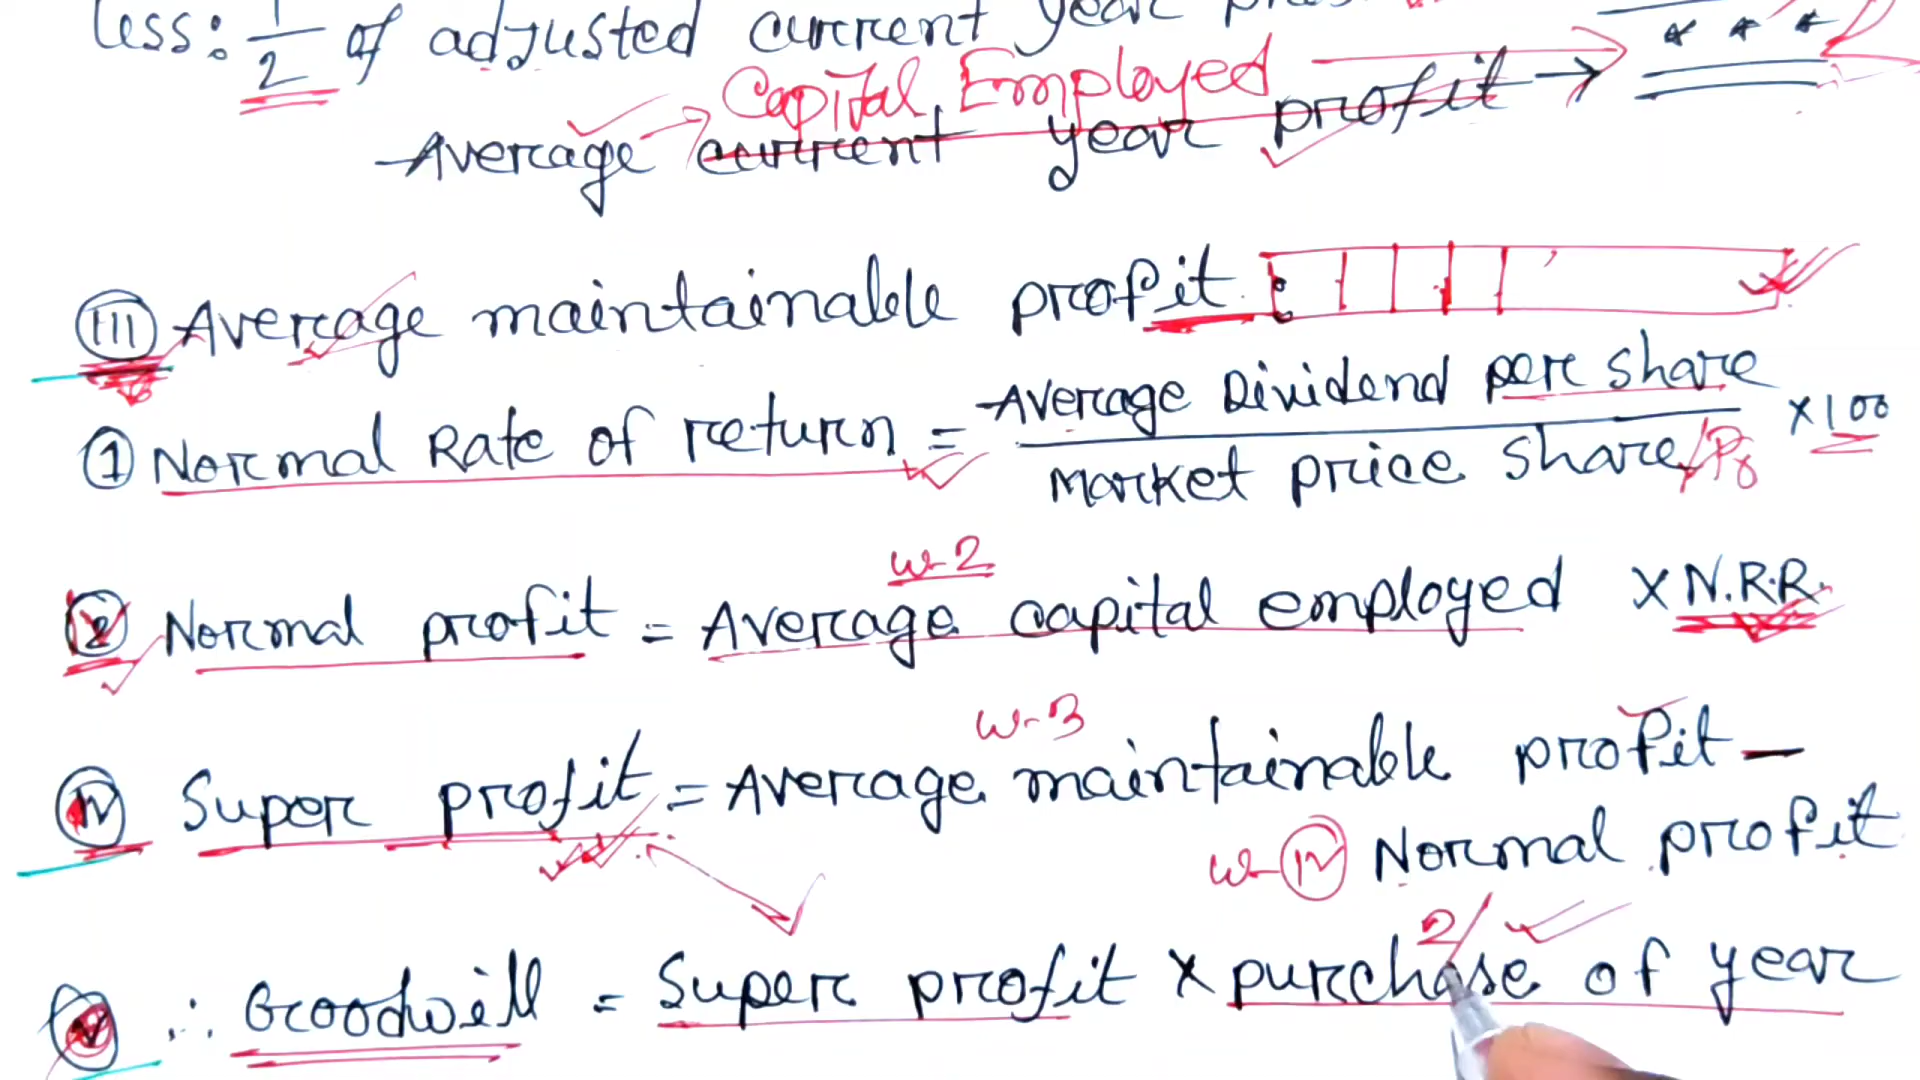 Less: 1/2 of adjusted current year
Capital Employed
Average current year profit →
(III) Average maintainable profit
(1) Normal Rate of return = Average Dividend per share / market price share/Pr × 100
w-2
(2) Normal profit = Average capital employed × N.R.R.
w-3
(IV) Super profit = Average maintainable profit -
w-(IV) Normal profit
2/
(V) ∴ Goodwill = Super profit × purchase of year